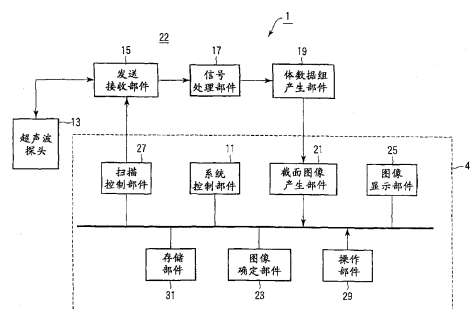 1
15
22
17
19
发送
接收部件
信号
处理部件
体数据组
产生部件
13
超声波
探头
27
11
21
25
4
扫描
控制部件
系统
控制部件
截面图像
产生部件
图像
显示部件
存储
部件
图像
确定部件
操作
部件
31
23
29